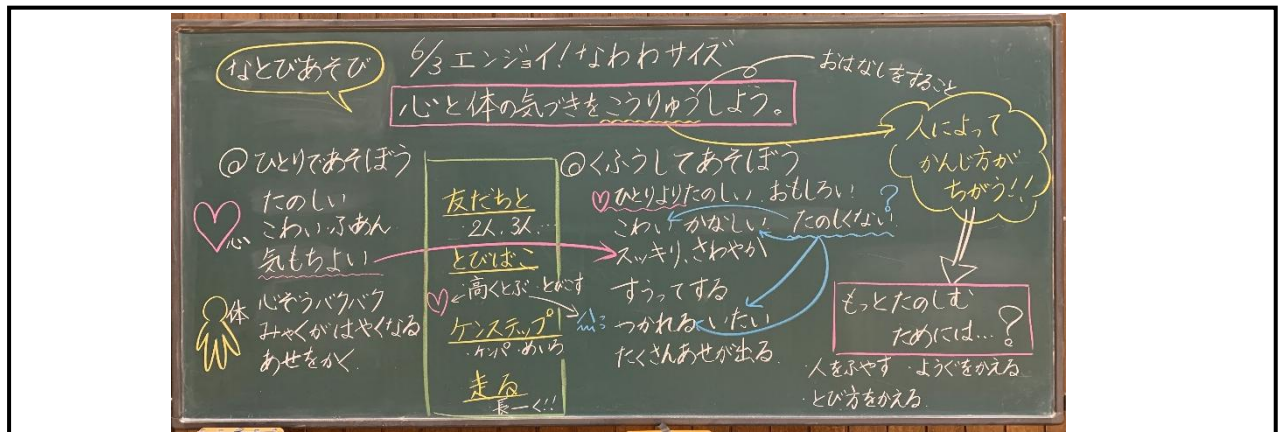 なとびあそび
6/3 エンジョイ!なわわサイズ
おはなしをすること
心と体の気づきをこうりゅうしよう。
人によって
かんじ方が
ちがう!!
◎ひとりであそぼう
たのしい
こわい・ふあん
気もちよい
心
体
心ぞうバクバク
みゃくがはやくなる
あせをかく
友だちと
・2人、3人…
とびばこ
・高くとぶ・とびこす
ケンステップ
・ケンパ・めいろ
走る
長ーく!!
◎くふうしてあそぼう
ひとりよりたのしい おもしろい!
こわい かなしい たのしくない?
スッキリ、さわやか
すうってする
つかれる いたい
たくさんあせが出る
もっとたのしむ
ためには…?
・人をふやす ・ようぐをかえる
・とび方をかえる